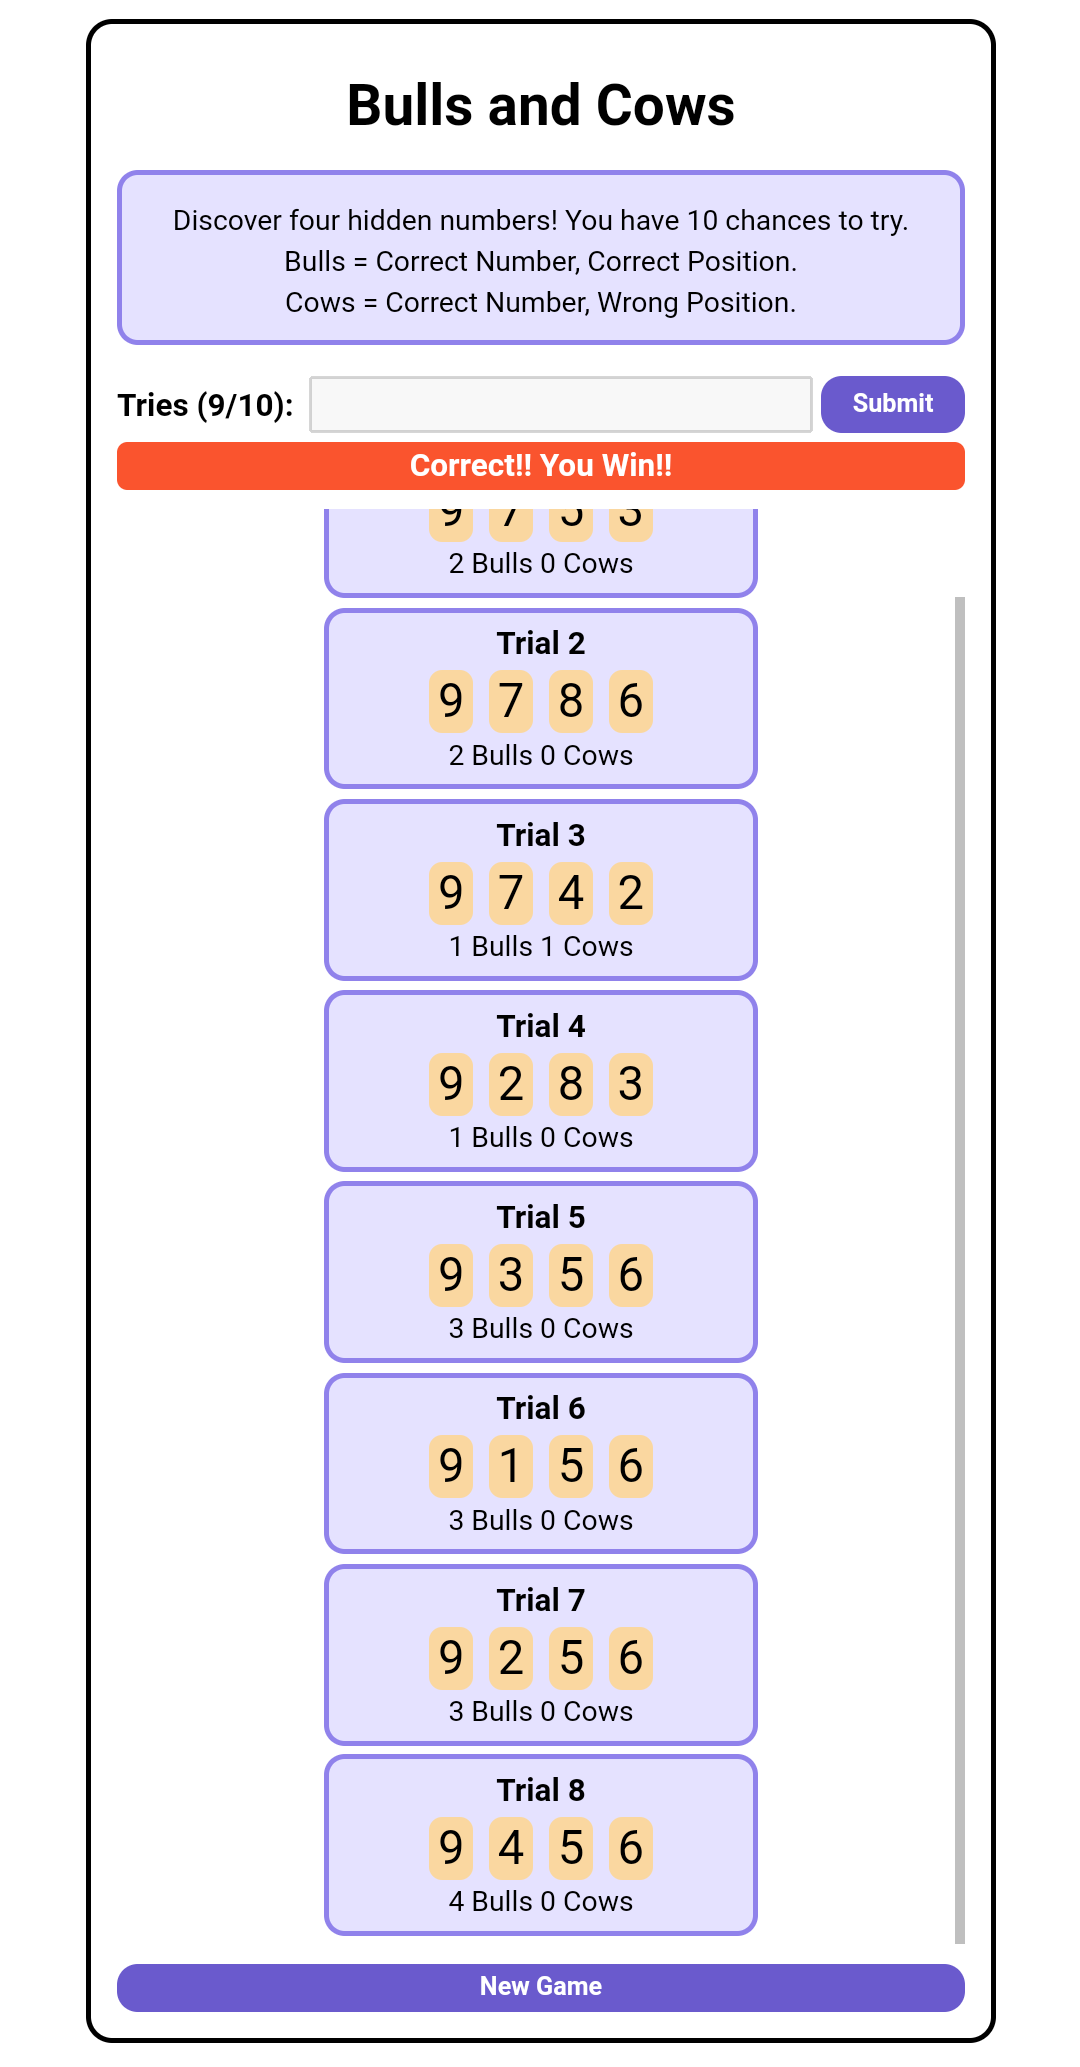 Bulls and Cows
Discover four hidden numbers! You have 10 chances to try.
Bulls = Correct Number, Correct Position.
Cows = Correct Number, Wrong Position.
Tries (9/10):
Submit
Correct!! You Win!!
9 7 5 3
2 Bulls 0 Cows
Trial 2
9 7 8 6
2 Bulls 0 Cows
Trial 3
9 7 4 2
1 Bulls 1 Cows
Trial 4
9 2 8 3
1 Bulls 0 Cows
Trial 5
9 3 5 6
3 Bulls 0 Cows
Trial 6
9 1 5 6
3 Bulls 0 Cows
Trial 7
9 2 5 6
3 Bulls 0 Cows
Trial 8
9 4 5 6
4 Bulls 0 Cows
New Game